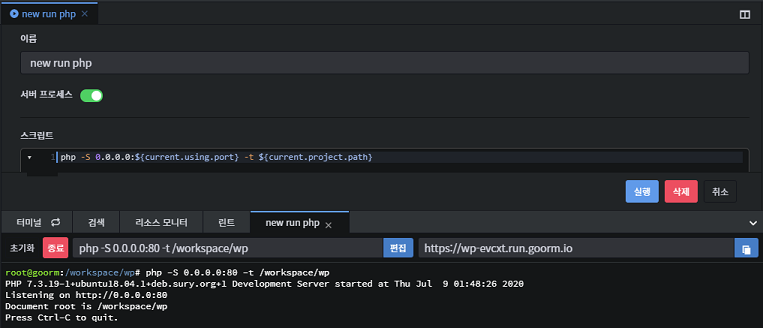 new run php
이름
new run php
서버 프로세스
스크립트
1 php -S 0.0.0.0:${current.using.port} -t ${current.project.path}
실행 삭제 취소
터미널 검색 리소스 모니터 린트 new run php
초기화 종료 php -S 0.0.0.0:80 -t /workspace/wp 편집 https://wp-evcxt.run.goorm.io
root@goorm:/workspace/wp# php -S 0.0.0.0:80 -t /workspace/wp
PHP 7.3.19-1+ubuntu18.04.1+deb.sury.org+1 Development Server started at Thu Jul  9 01:48:26 2020
Listening on http://0.0.0.0:80
Document root is /workspace/wp
Press Ctrl-C to quit.